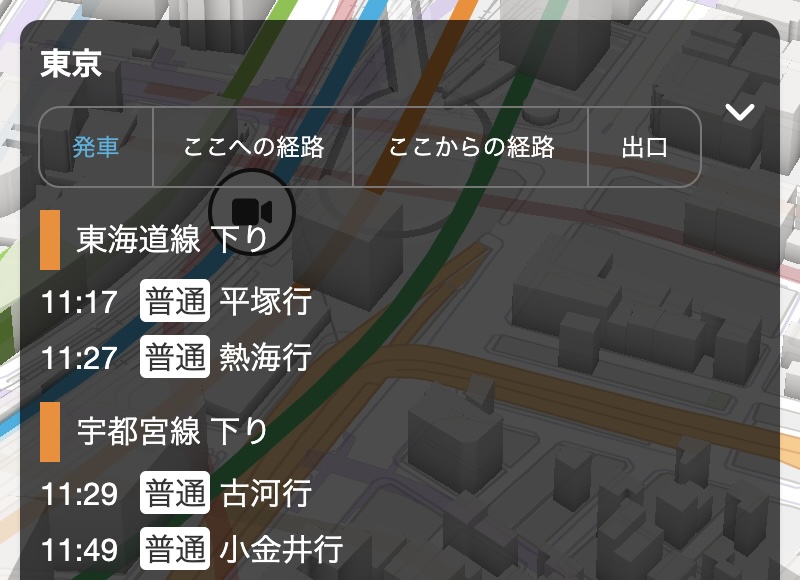 東京
発車 ここへの経路 ここからの経路 出口
東海道線 下り
11:17 普通 平塚行
11:27 普通 熱海行
宇都宮線 下り
11:29 普通 古河行
11:49 普通 小金井行